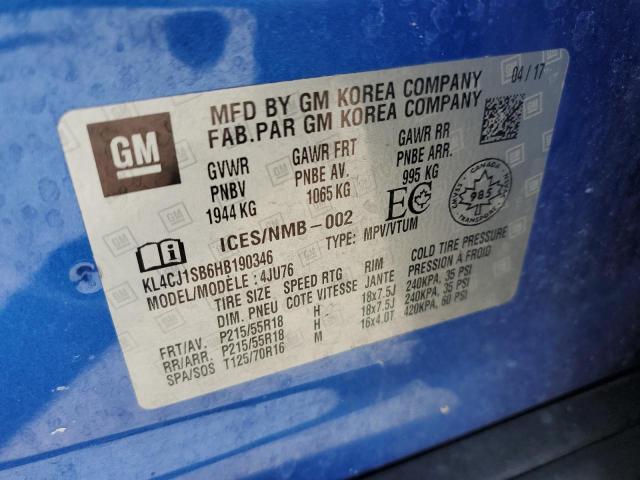 GM
MFD BY GM KOREA COMPANY 04/17
FAB.PAR GM KOREA COMPANY
GVWR GAWR FRT GAWR RR
PNBV PNBE AV. PNBE ARR.
1944 KG 1065 KG 995 KG
ICES/NMB-002 EC CANADA 985 TRANSPORT
KL4CJ1SB6HB190346 TYPE: MPV/VTUM
MODEL/MODÈLE : 4JU76
TIRE SIZE SPEED RTG RIM COLD TIRE PRESSURE
DIM. PNEU COTE VITESSE JANTE PRESSION À FROID
FRT/AV. P215/55R18 H 18x7.5J 240KPA, 35 PSI
RR/ARR. P215/55R18 H 18x7.5J 240KPA, 35 PSI
SPA/SOS T125/70R16 M 16x4.0T 420KPA, 60 PSI